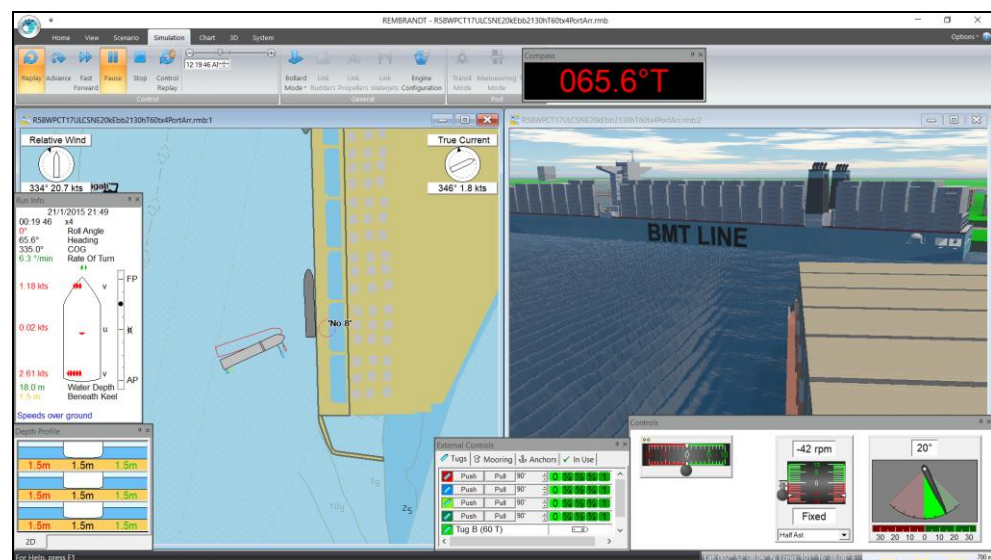 REMBRANDT - R58WPCT17ULCSNE20kEbb2130hT60tx4PortArr.rmb
Home View Scenario Simulation Chart 3D System
Options
12:19:46 AM
Replay Advance Fast Forward Pause Stop Control Replay
Bollard Mode Link Rudders Link Propellers Link Waterjets Engine Configuration Transit Mode Manoeuvring Mode
Control General Pod
Compass
065.6°T
R58WPCT17ULCSNE20kEbb2130hT60tx4PortArr.rmb:1
R58WPCT17ULCSNE20kEbb2130hT60tx4PortArr.rmb:2
Relative Wind
334° 20.7 kts
True Current
346° 1.8 kts
Run Info
21/1/2015 21:49
00:19 46 x4
0° Roll Angle
65.6° Heading
335.0° COG
6.3 °/min Rate Of Turn
FP
1.18 kts v
0.02 kts u
2.61 kts v
AP
18.0 m Water Depth
1.5 m Beneath Keel
Speeds over ground
"No 8"
BMT LINE
Depth Profile
1.5m 1.5m 1.5m
1.5m 1.5m 1.5m
1.5m 1.5m 1.5m
2D
External Controls
Tugs Mooring Anchors In Use
Push Pull 90°
Push Pull 90°
Push Pull 90°
Push Pull 90°
Tug B (60 T)
Controls
-42 rpm
Fixed
Half Ast
20°
30 20 10 0 10 20 30
For Help, press F1